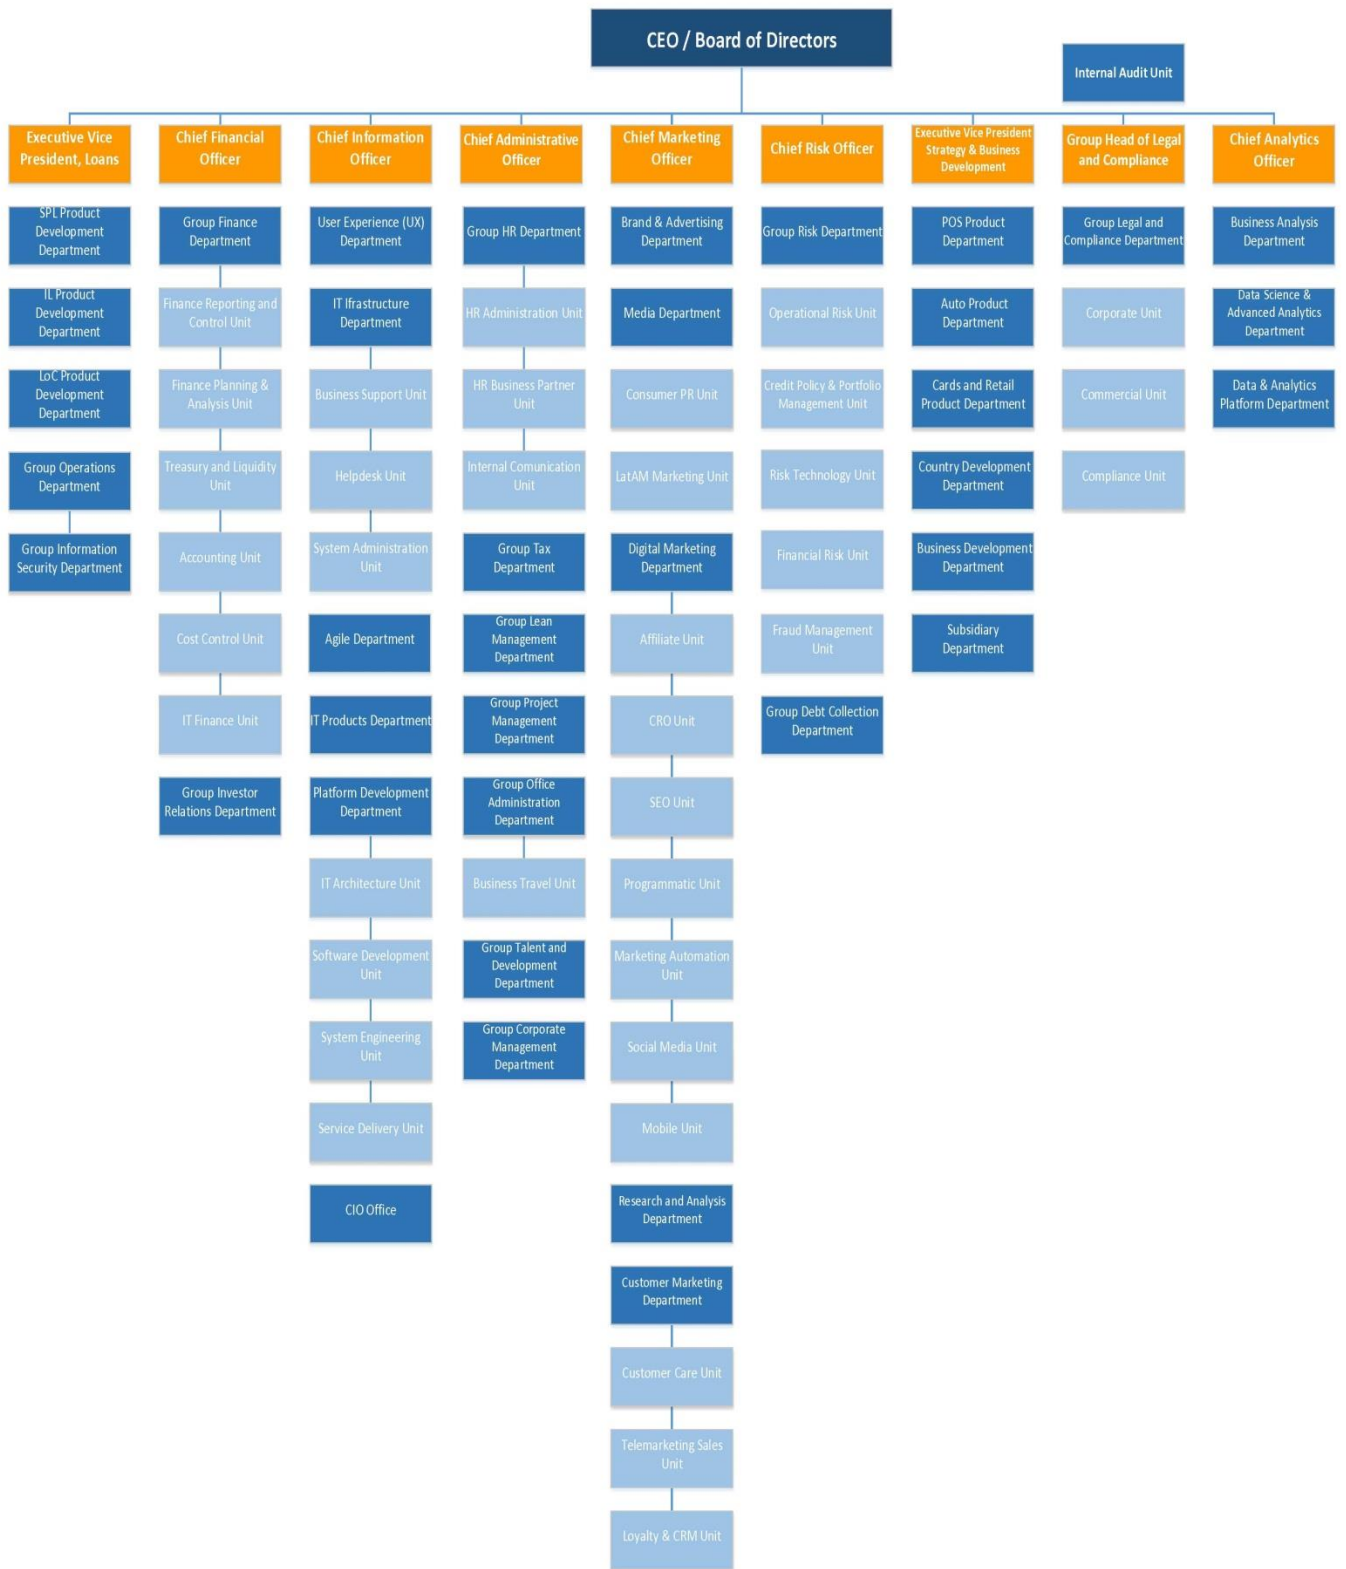 CEO / Board of Directors
Internal Audit Unit
Executive Vice
President, Loans
SPL Product
Development
Department
IL Product
Development
Department
LoC Product
Development
Department
Group Operations
Department
Group Information
Security Department
Chief Financial
Officer
Group Finance
Department
Finance Reporting and
Control Unit
Finance Planning &
Analysis Unit
Treasury and Liquidity
Unit
Accounting Unit
Cost Control Unit
IT Finance Unit
Group Investor
Relations Department
Chief Information
Officer
User Experience (UX)
Department
IT Ifrastructure
Department
Business Support Unit
Helpdesk Unit
System Administration
Unit
Agile Department
IT Products Department
Platform Development
Department
IT Architecture Unit
Software Development
Unit
System Engineering
Unit
Service Delivery Unit
CIO Office
Chief Administrative
Officer
Group HR Department
HR Administration Unit
HR Business Partner
Unit
Internal Comunication
Unit
Group Tax
Department
Group Lean
Management
Department
Group Project
Management
Department
Group Office
Administration
Department
Business Travel Unit
Group Talent and
Development
Department
Group Corporate
Management
Department
Chief Marketing
Officer
Brand & Advertising
Department
Media Department
Consumer PR Unit
LatAM Marketing Unit
Digital Marketing
Department
Affiliate Unit
CRO Unit
SEO Unit
Programmatic Unit
Marketing Automation
Unit
Social Media Unit
Mobile Unit
Research and Analysis
Department
Customer Marketing
Department
Customer Care Unit
Telemarketing Sales
Unit
Loyalty & CRM Unit
Chief Risk Officer
Group Risk Department
Operational Risk Unit
Credit Policy & Portfolio
Management Unit
Risk Technology Unit
Financial Risk Unit
Fraud Management
Unit
Group Debt Collection
Department
Executive Vice President
Strategy & Business
Development
POS Product
Department
Auto Product
Department
Cards and Retail
Product Department
Country Development
Department
Business Development
Department
Subsidiary
Department
Group Head of Legal
and Compliance
Group Legal and
Compliance Department
Corporate Unit
Commercial Unit
Compliance Unit
Chief Analytics
Officer
Business Analysis
Department
Data Science &
Advanced Analytics
Department
Data & Analytics
Platform Department